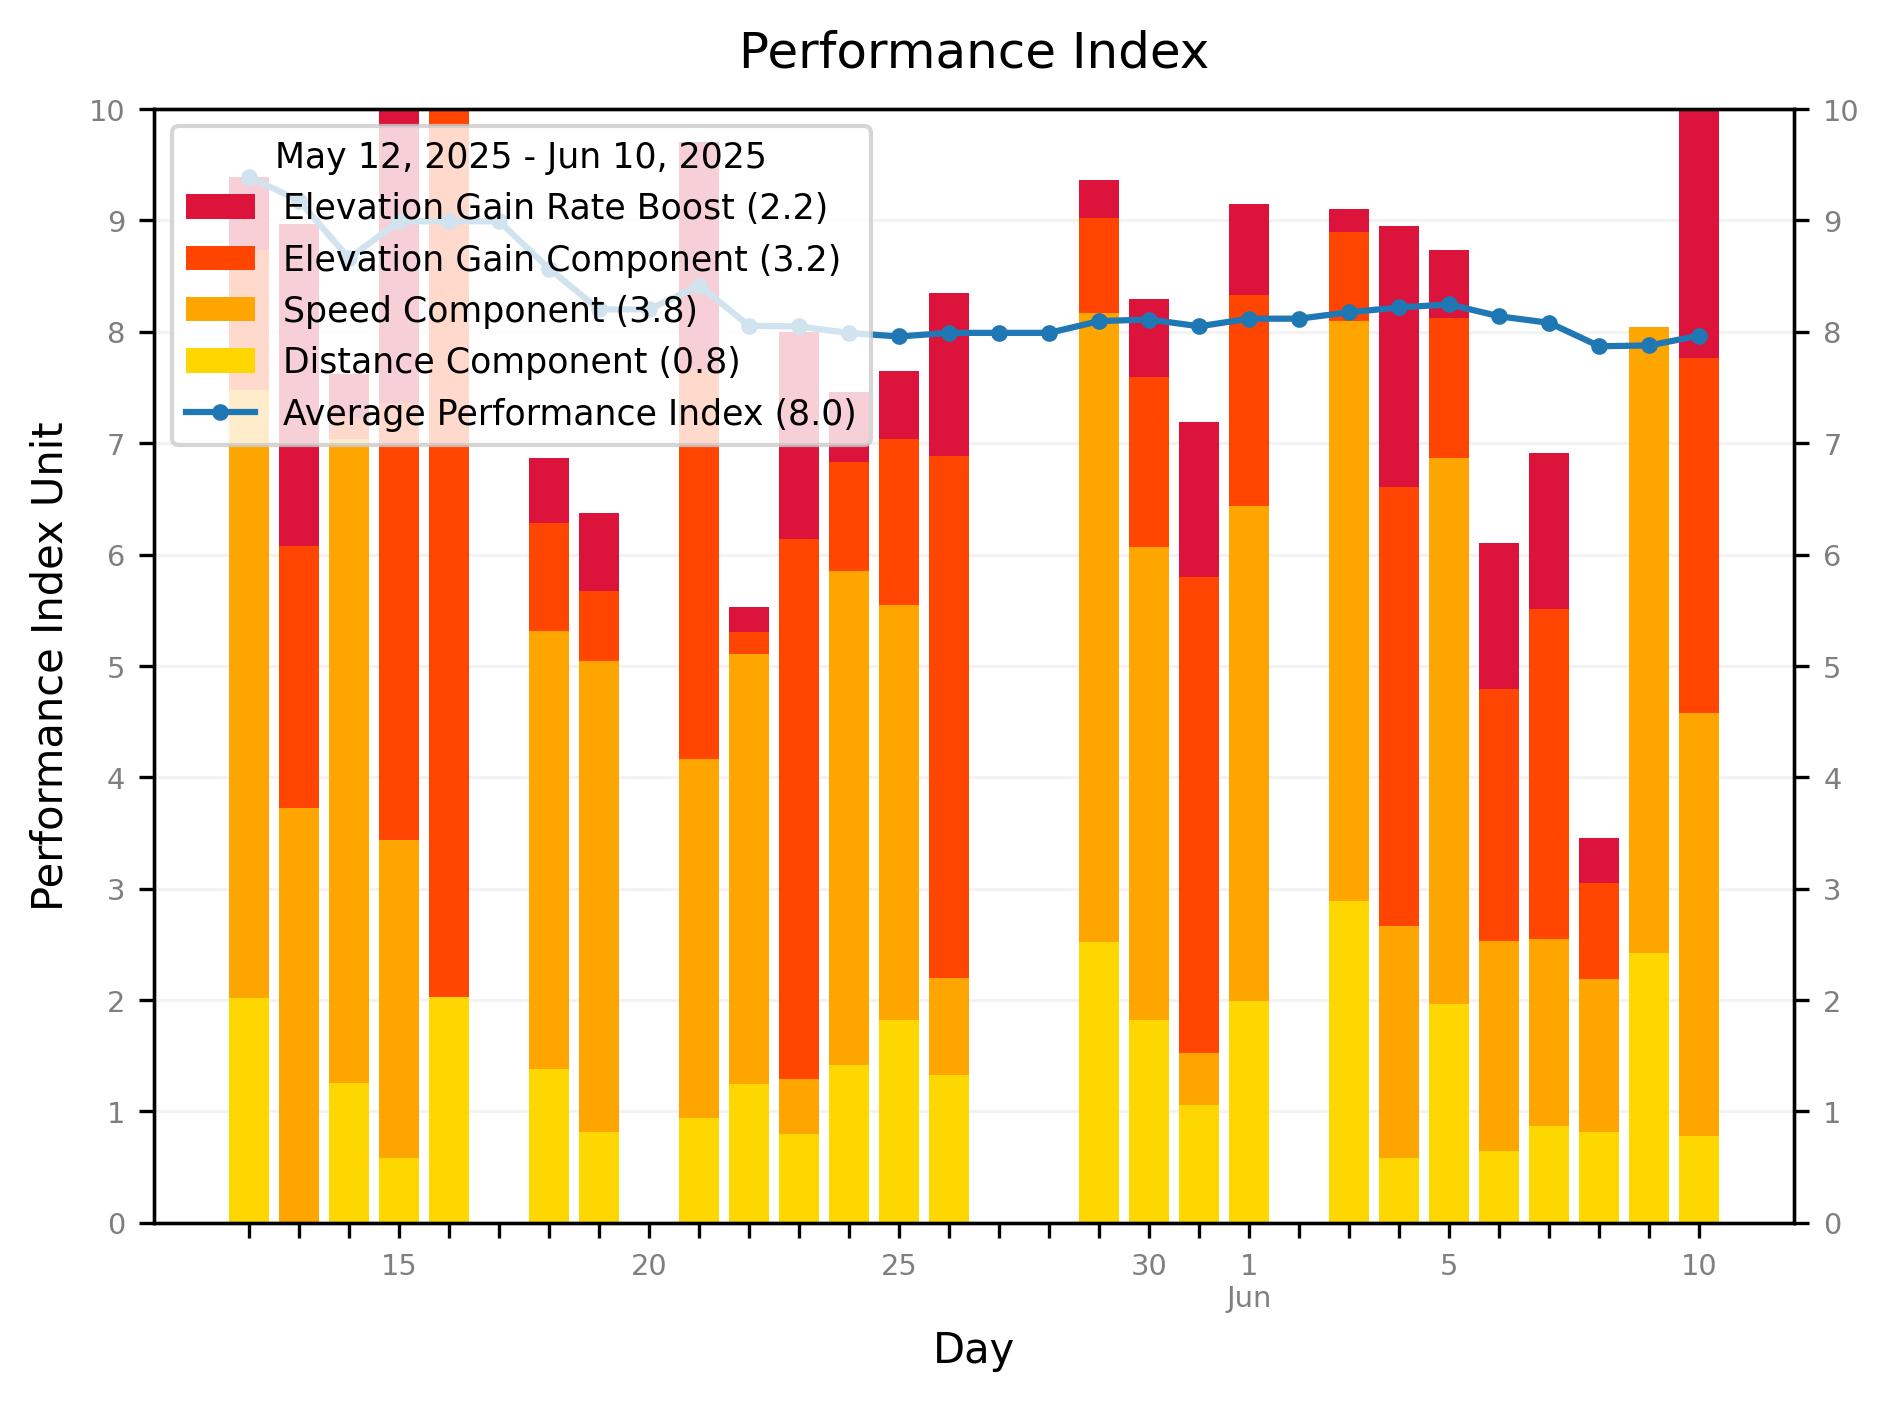 Performance Index
May 12, 2025 - Jun 10, 2025
Elevation Gain Rate Boost (2.2)
Elevation Gain Component (3.2)
Speed Component (3.8)
Distance Component (0.8)
Average Performance Index (8.0)
Performance Index Unit
10 10
9 9
8 8
7 7
6 6
5 5
4 4
3 3
2 2
1 1
0 0
15 20 25 30 1 5 10
Jun
Day